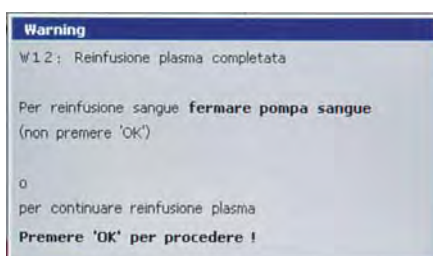 Warning
W12: Reinfusione plasma completata
Per reinfusione sangue fermare pompa sangue
(non premere 'OK')
o
per continuare reinfusione plasma
Premere 'OK' per procedere !